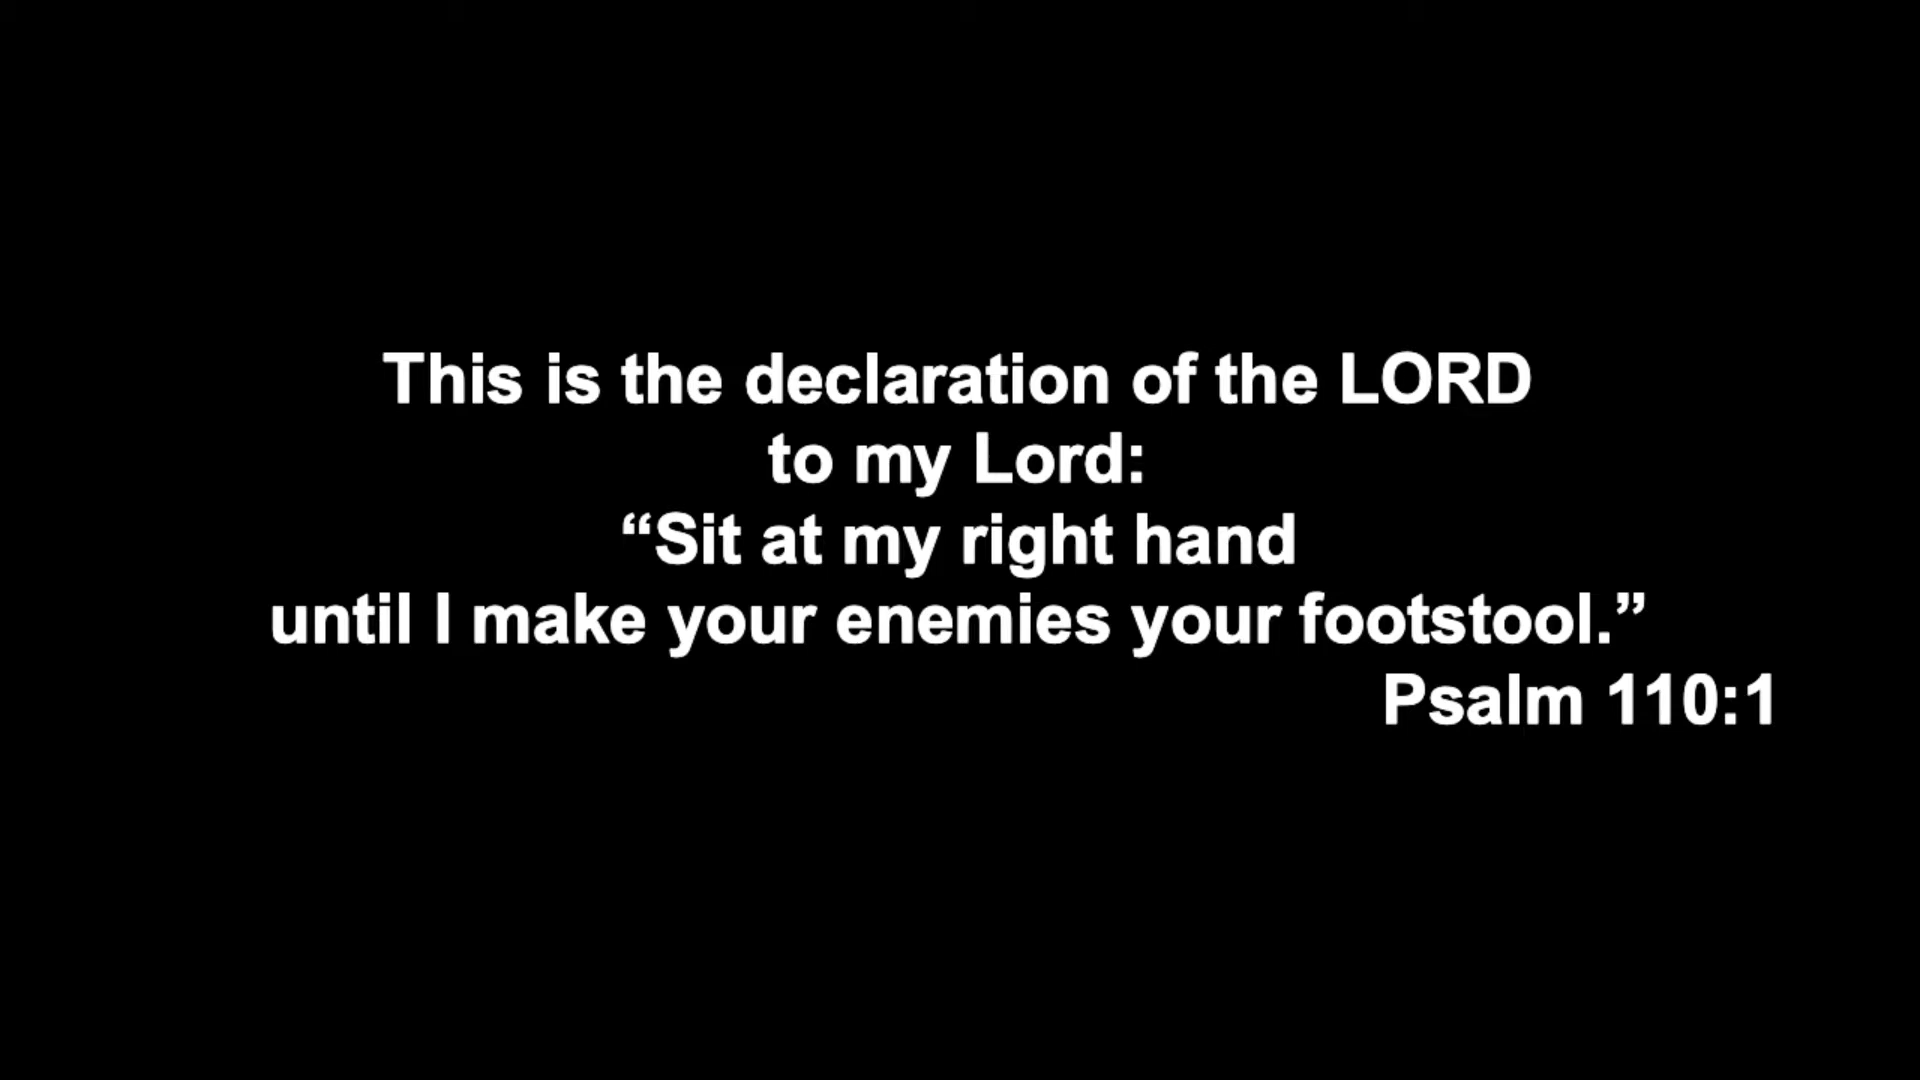 This is the declaration of the LORD
to my Lord:
“Sit at my right hand
until I make your enemies your footstool.”
Psalm 110:1